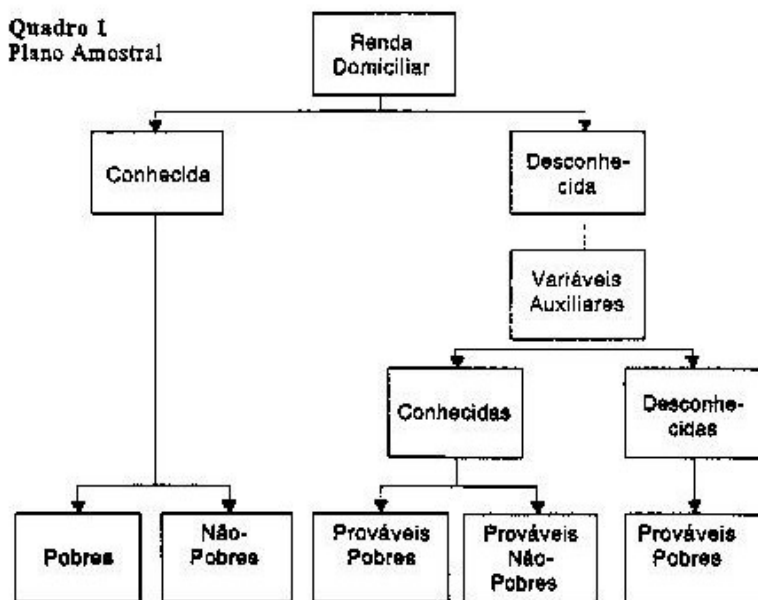 Quadro 1
Plano Amostral
Renda
Domiciliar
Conhecida
Desconhe-
cida
Variáveis
Auxiliares
Conhecidas
Desconhe-
cidas
Pobres
Não-
Pobres
Prováveis
Pobres
Prováveis
Não-
Pobres
Prováveis
Pobres